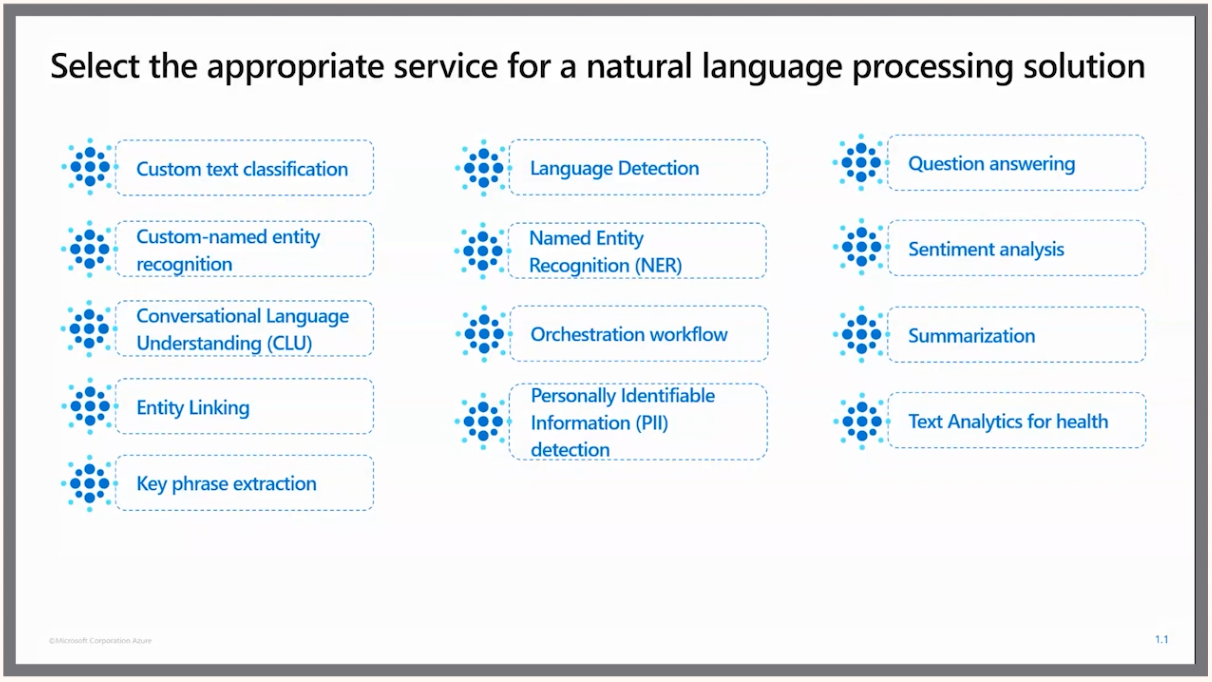 Select the appropriate service for a natural language processing solution
Custom text classification
Custom-named entity
recognition
Conversational Language
Understanding (CLU)
Entity Linking
Key phrase extraction
Language Detection
Named Entity
Recognition (NER)
Orchestration workflow
Personally Identifiable
Information (PII)
detection
Question answering
Sentiment analysis
Summarization
Text Analytics for health
©Microsoft Corporation Azure
1.1